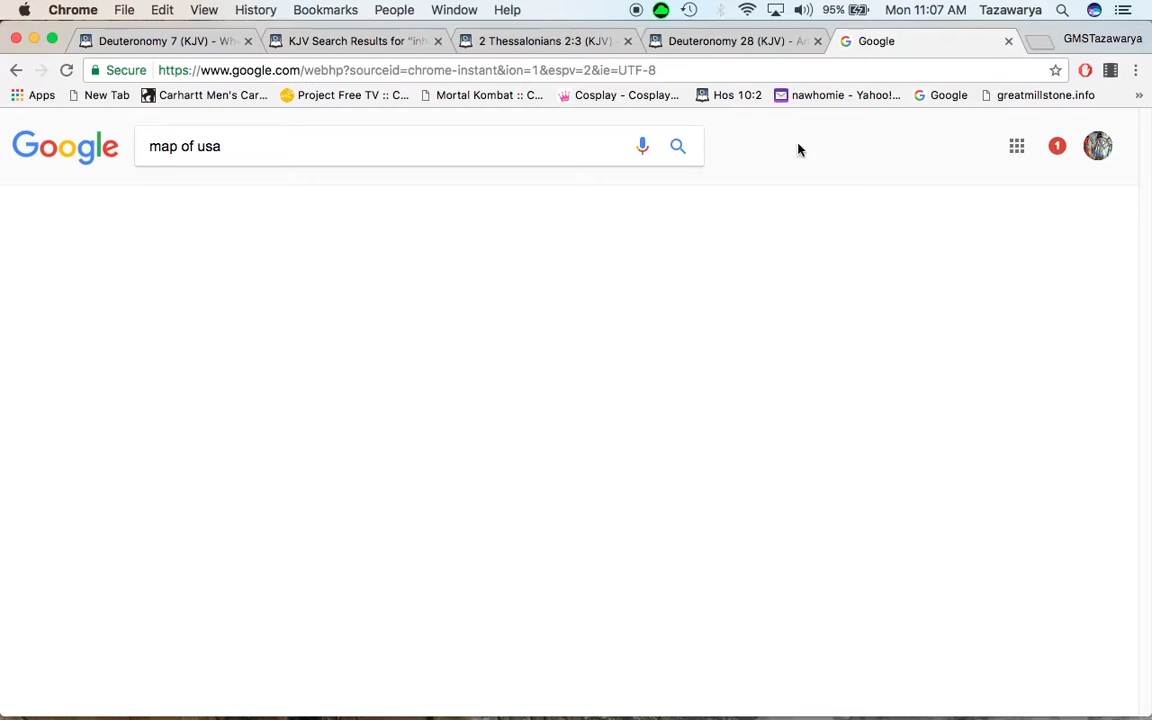 Chrome File Edit View History Bookmarks People Window Help 95% Mon 11:07 AM Tazawarya
Deuteronomy 7 (KJV) - Wh KJV Search Results for "inh 2 Thessalonians 2:3 (KJV) Deuteronomy 28 (KJV) - An Google GMSTazawarya
Secure https://www.google.com/webhp?sourceid=chrome-instant&ion=1&espv=2&ie=UTF-8
Apps New Tab Carhartt Men's Car... Project Free TV :: C... Mortal Kombat :: C... Cosplay - Cosplay... Hos 10:2 nawhomie - Yahoo!... Google greatmillstone.info »
Google map of usa 1